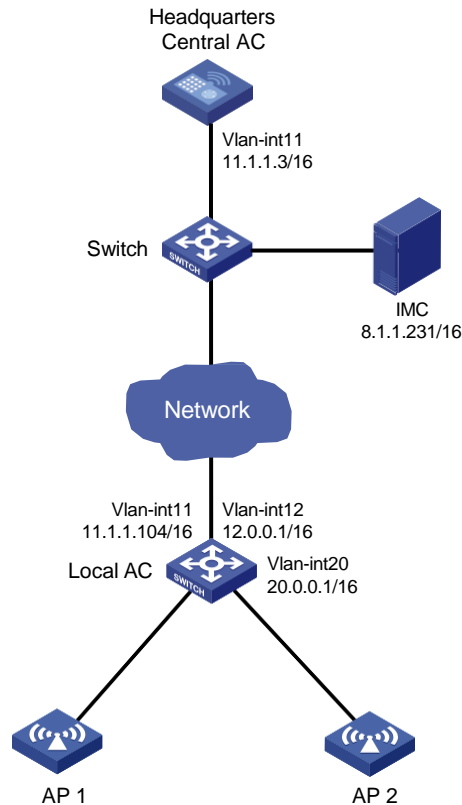 Headquarters
Central AC
Vlan-int11
11.1.1.3/16
Switch
SWITCH
IMC
8.1.1.231/16
Network
Vlan-int11
11.1.1.104/16
Vlan-int12
12.0.0.1/16
Local AC
SWITCH
Vlan-int20
20.0.0.1/16
AP 1
AP 2